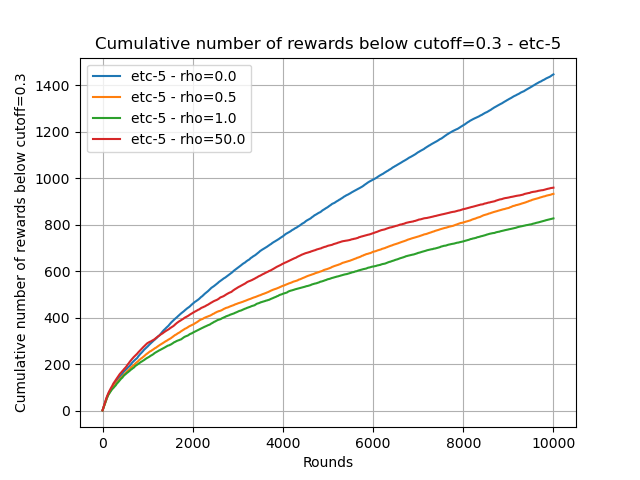 Cumulative number of rewards below cutoff=0.3 - etc-5
etc-5 - rho=0.0
etc-5 - rho=0.5
etc-5 - rho=1.0
etc-5 - rho=50.0
Cumulative number of rewards below cutoff=0.3
1400
1200
1000
800
600
400
200
0
0 2000 4000 6000 8000 10000
Rounds